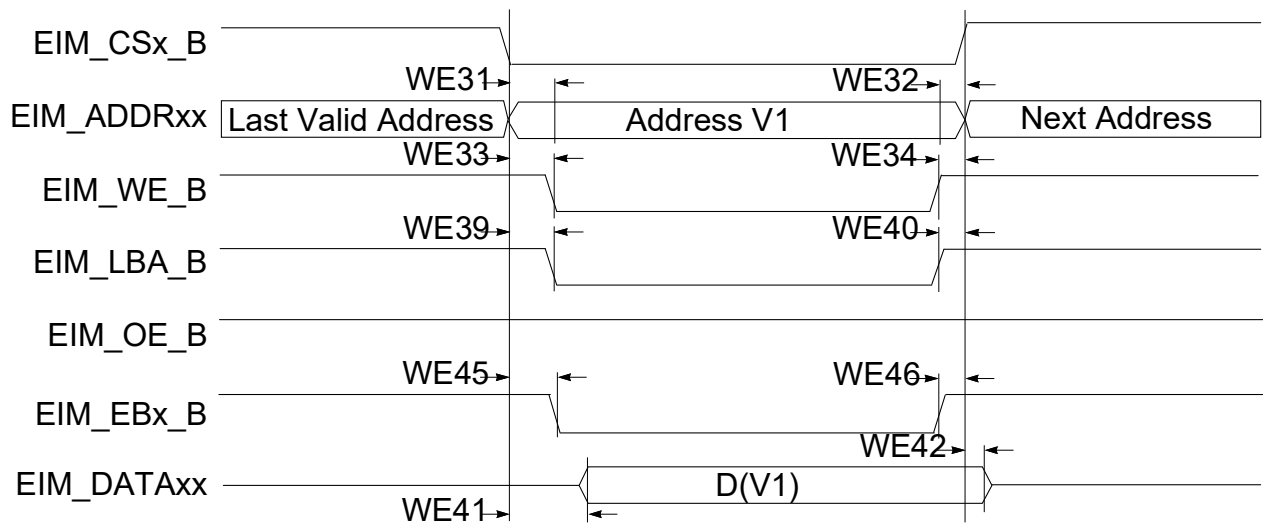 EIM_CSx_B
WE31
WE32
EIM_ADDRxx
Last Valid Address
Address V1
Next Address
WE33
WE34
EIM_WE_B
WE39
WE40
EIM_LBA_B
EIM_OE_B
WE45
WE46
EIM_EBx_B
WE42
EIM_DATAxx
D(V1)
WE41